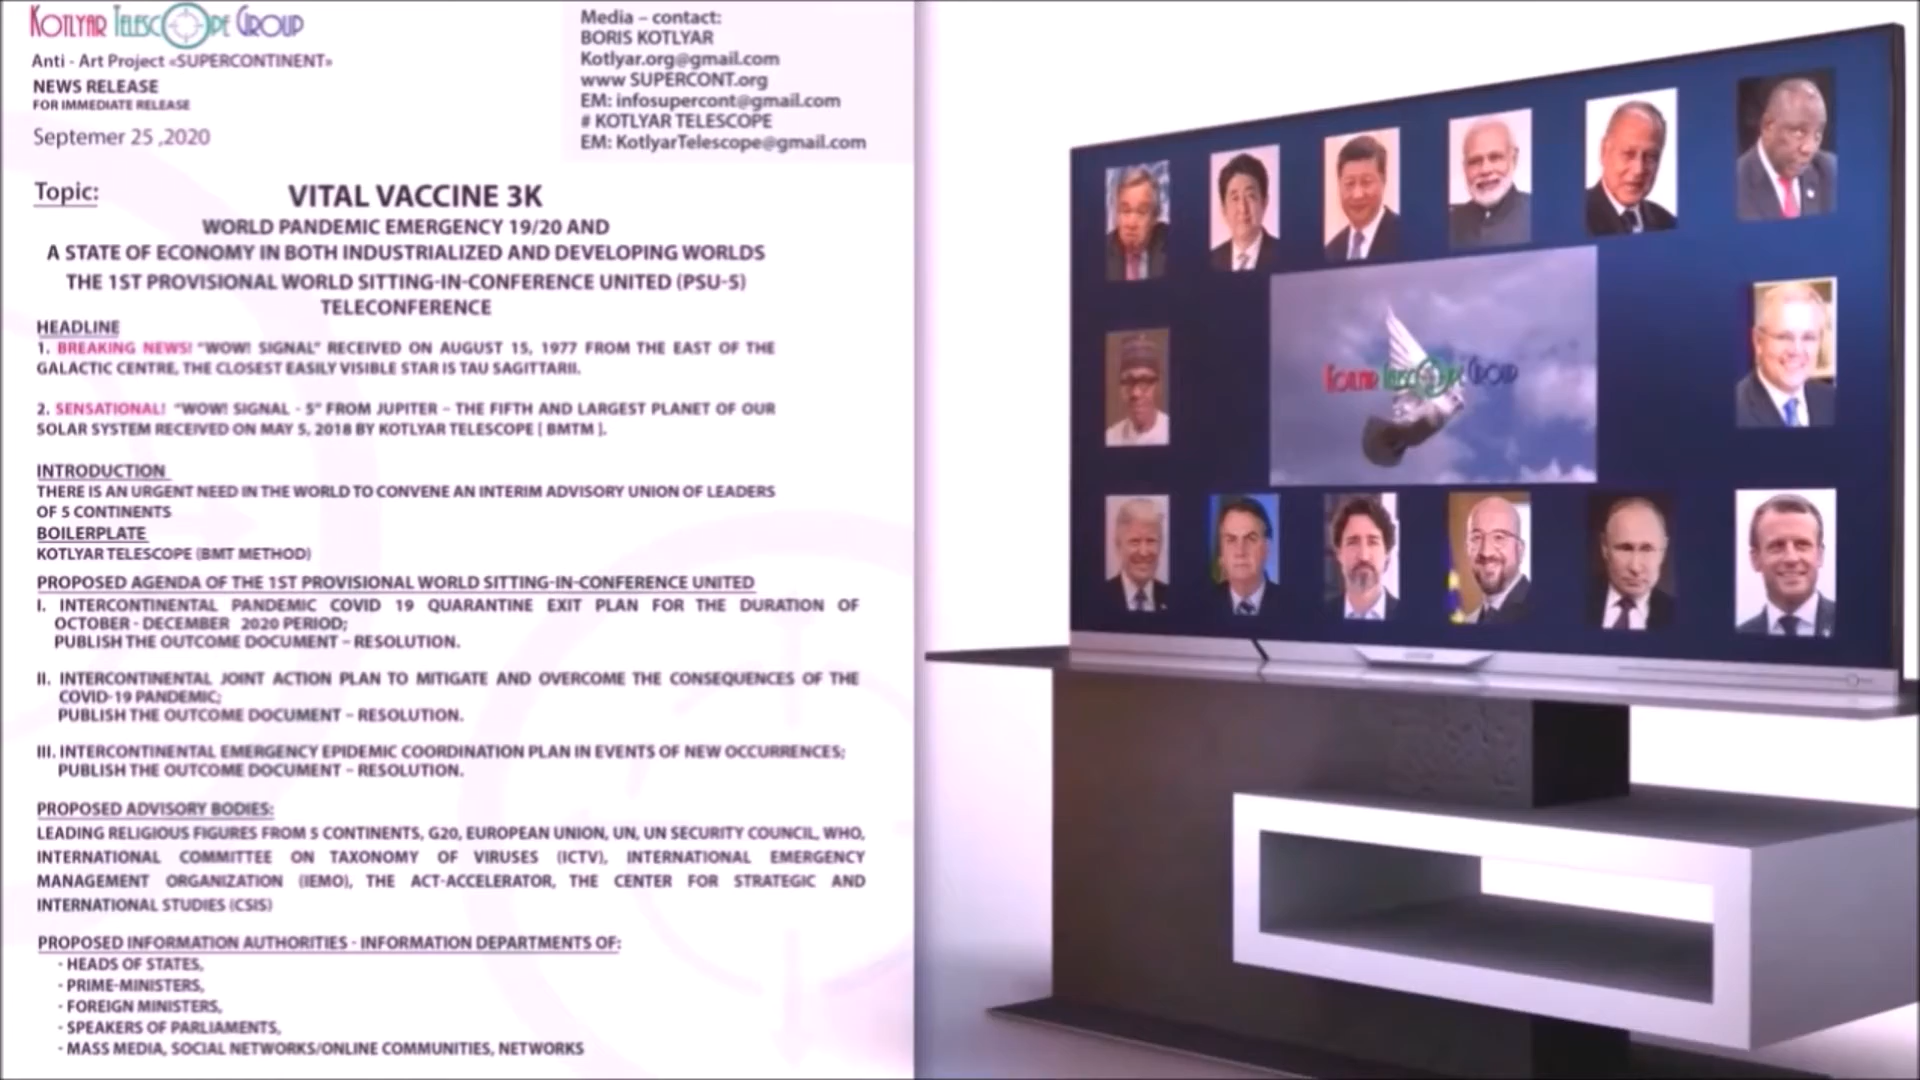 KOTLYAR TELESCOPE GROUP
Anti - Art Project «SUPERCONTINENT»
NEWS RELEASE
FOR IMMEDIATE RELEASE
Septemer 25 ,2020
Media – contact:
BORIS KOTLYAR
Kotlyar.org@gmail.com
www SUPERCONT.org
EM: infosupercont@gmail.com
# KOTLYAR TELESCOPE
EM: KotlyarTelescope@gmail.com
Topic:
VITAL VACCINE 3K
WORLD PANDEMIC EMERGENCY 19/20 AND
A STATE OF ECONOMY IN BOTH INDUSTRIALIZED AND DEVELOPING WORLDS
THE 1ST PROVISIONAL WORLD SITTING-IN-CONFERENCE UNITED (PSU-5)
TELECONFERENCE
HEADLINE
1. BREAKING NEWS! "WOW! SIGNAL" RECEIVED ON AUGUST 15, 1977 FROM THE EAST OF THE
GALACTIC CENTRE, THE CLOSEST EASILY VISIBLE STAR IS TAU SAGITTARII.
2. SENSATIONAL! "WOW! SIGNAL - 5" FROM JUPITER – THE FIFTH AND LARGEST PLANET OF OUR
SOLAR SYSTEM RECEIVED ON MAY 5, 2018 BY KOTLYAR TELESCOPE [ BMTM ].
INTRODUCTION
THERE IS AN URGENT NEED IN THE WORLD TO CONVENE AN INTERIM ADVISORY UNION OF LEADERS
OF 5 CONTINENTS
BOILERPLATE
KOTLYAR TELESCOPE (BMT METHOD)
PROPOSED AGENDA OF THE 1ST PROVISIONAL WORLD SITTING-IN-CONFERENCE UNITED
I. INTERCONTINENTAL PANDEMIC COVID 19 QUARANTINE EXIT PLAN FOR THE DURATION OF
OCTOBER - DECEMBER 2020 PERIOD;
PUBLISH THE OUTCOME DOCUMENT – RESOLUTION.
II. INTERCONTINENTAL JOINT ACTION PLAN TO MITIGATE AND OVERCOME THE CONSEQUENCES OF THE
COVID-19 PANDEMIC;
PUBLISH THE OUTCOME DOCUMENT – RESOLUTION.
III. INTERCONTINENTAL EMERGENCY EPIDEMIC COORDINATION PLAN IN EVENTS OF NEW OCCURRENCES;
PUBLISH THE OUTCOME DOCUMENT – RESOLUTION.
PROPOSED ADVISORY BODIES:
LEADING RELIGIOUS FIGURES FROM 5 CONTINENTS, G20, EUROPEAN UNION, UN, UN SECURITY COUNCIL, WHO,
INTERNATIONAL COMMITTEE ON TAXONOMY OF VIRUSES (ICTV), INTERNATIONAL EMERGENCY
MANAGEMENT ORGANIZATION (IEMO), THE ACT-ACCELERATOR, THE CENTER FOR STRATEGIC AND
INTERNATIONAL STUDIES (CSIS)
PROPOSED INFORMATION AUTHORITIES - INFORMATION DEPARTMENTS OF:
- HEADS OF STATES,
- PRIME-MINISTERS,
- FOREIGN MINISTERS,
- SPEAKERS OF PARLIAMENTS,
- MASS MEDIA, SOCIAL NETWORKS/ONLINE COMMUNITIES, NETWORKS
KOTLYAR TELESCOPE GROUP